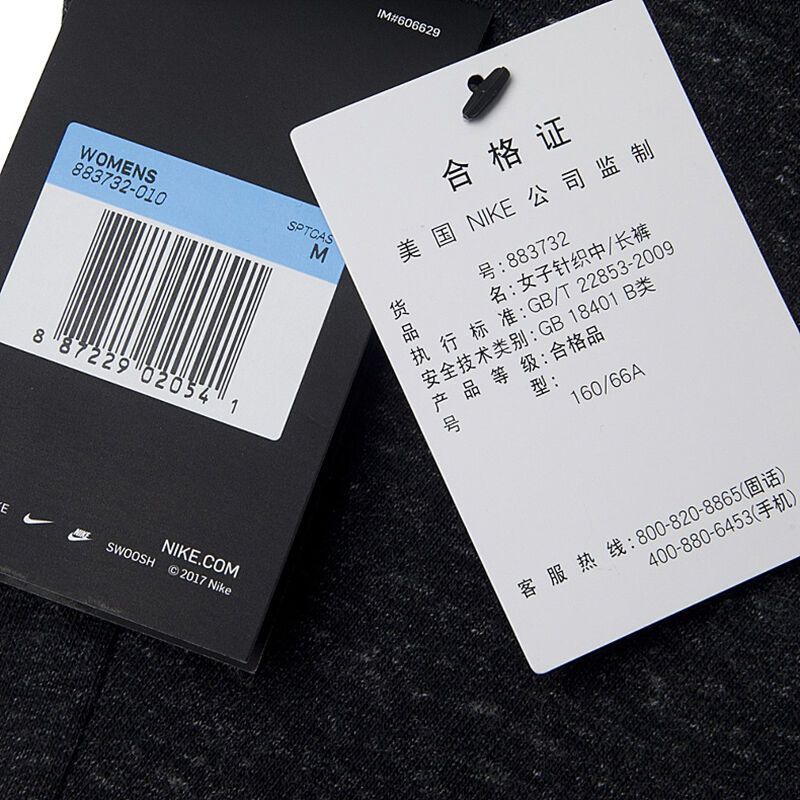 IM#606629
WOMENS
883732-010
SPTCAS
M
8 87229 02054 1
NIKE
SWOOSH
NIKE.COM
© 2017 Nike
合格证
美国NIKE公司监制
货号:883732
品名:女子针织中/长裤
执行标准:GB/T 22853-2009
安全技术类别:GB 18401 B类
产品等级:合格品
号型: 160/66A
客服热线:800-820-8865(固话)
400-880-6453(手机)